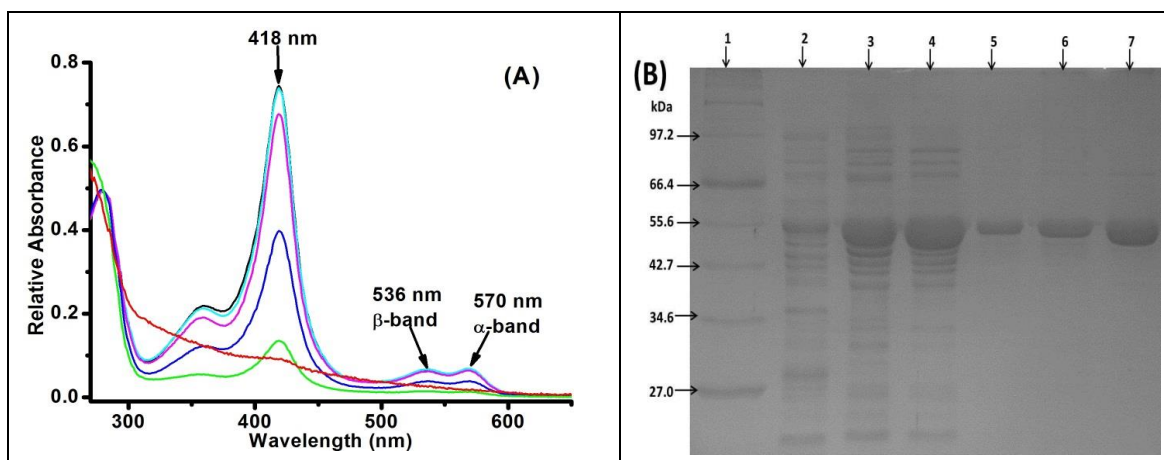 418 nm
(A)
0.8
0.6
0.4
0.2
0.0
Relative Absorbance
536 nm
β-band
570 nm
α-band
300
400
500
600
Wavelength (nm)
(B)
1
2
3
4
5
6
7
kDa
97.2
66.4
55.6
42.7
34.6
27.0